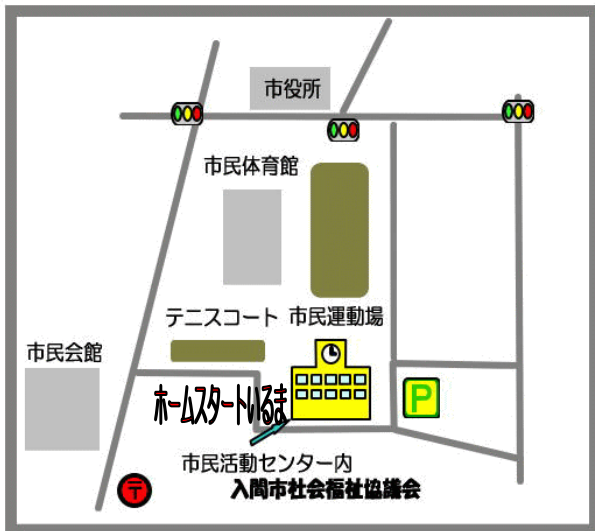 市役所
市民体育館
テニスコート
市民運動場
市民会館
ホームスタートいるま
P
市民活動センター内
入間市社会福祉協議会
〒